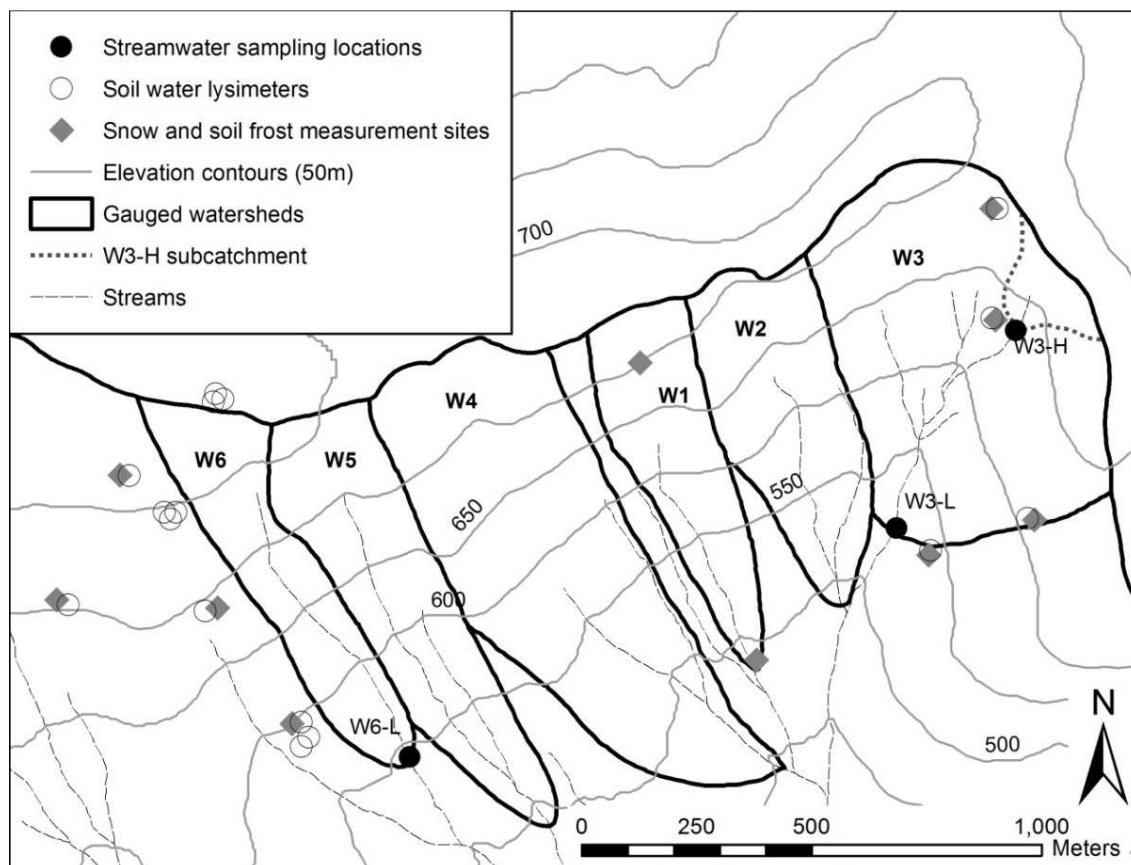 Streamwater sampling locations
Soil water lysimeters
Snow and soil frost measurement sites
Elevation contours (50m)
Gauged watersheds
W3-H subcatchment
Streams
700
W3
W2
W3-H
W4
W1
W6
W5
550
650
W3-L
600
W6-L
N
500
0 250 500 1,000
Meters